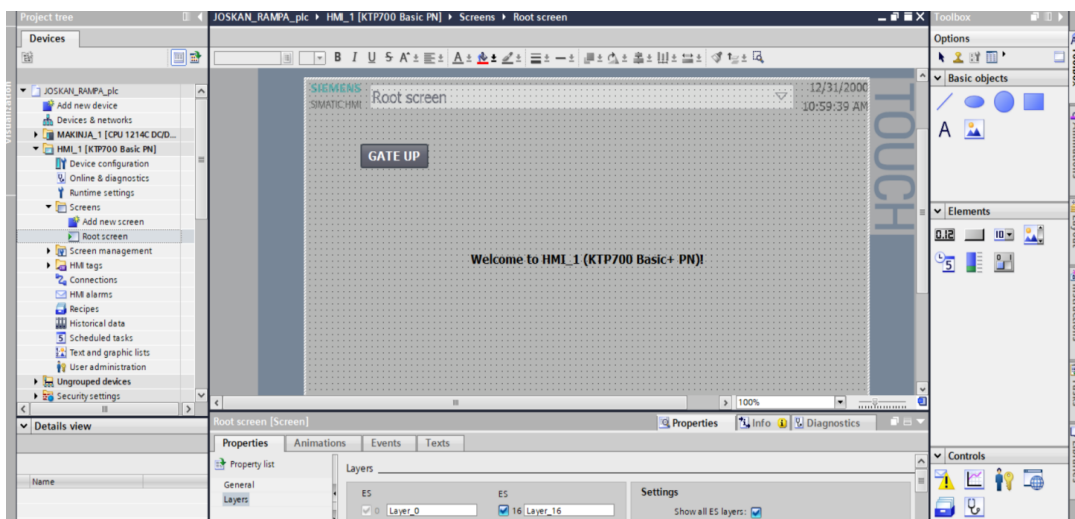 Project tree
Devices
JOSKAN_RAMPA_plc
Add new device
Devices & networks
MAKINJA_1 [CPU 1214C DC/D...
HMI_1 [KTP700 Basic PN]
Device configuration
Online & diagnostics
Runtime settings
Screens
Add new screen
Root screen
Screen management
HMI tags
Connections
HMI alarms
Recipes
Historical data
Scheduled tasks
Text and graphic lists
User administration
Ungrouped devices
Security settings
Details view
Name
JOSKAN_RAMPA_plc HMI_1 [KTP700 Basic PN] Screens Root screen
B I U S A
SIEMENS
SIMATIC HMI
Root screen
12/31/2000
10:59:39 AM
TOUCH
GATE UP
Welcome to HMI_1 (KTP700 Basic+ PN)!
100%
Root screen [Screen]
Properties Info Diagnostics
Properties Animations Events Texts
Property list
General
Layers
Layers
ES ES
0 Layer_0 16 Layer_16
Settings
Show all ES layers:
Toolbox
Options
Basic objects
A
Elements
0.12 10
5
Controls